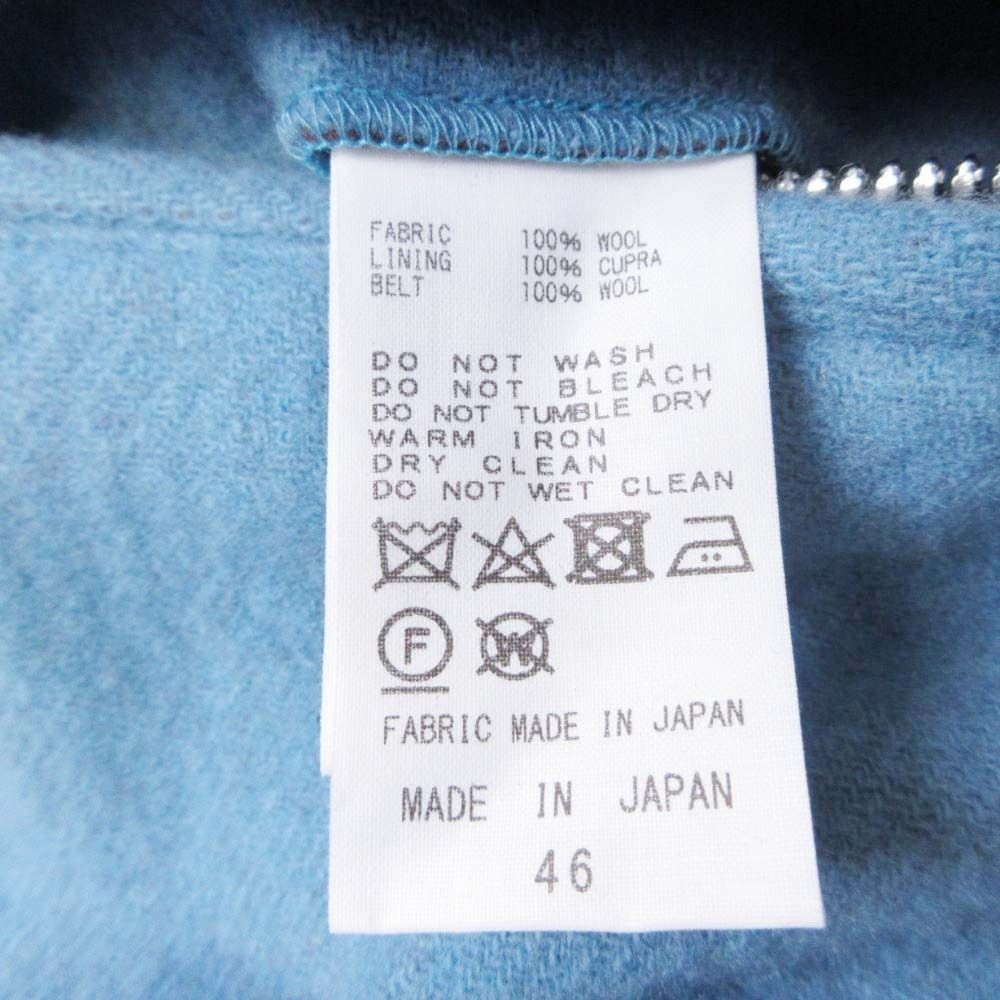 FABRIC 100% WOOL
LINING 100% CUPRA
BELT 100% WOOL
DO NOT WASH
DO NOT BLEACH
DO NOT TUMBLE DRY
WARM IRON
DRY CLEAN
DO NOT WET CLEAN
F W
FABRIC MADE IN JAPAN
MADE IN JAPAN
46